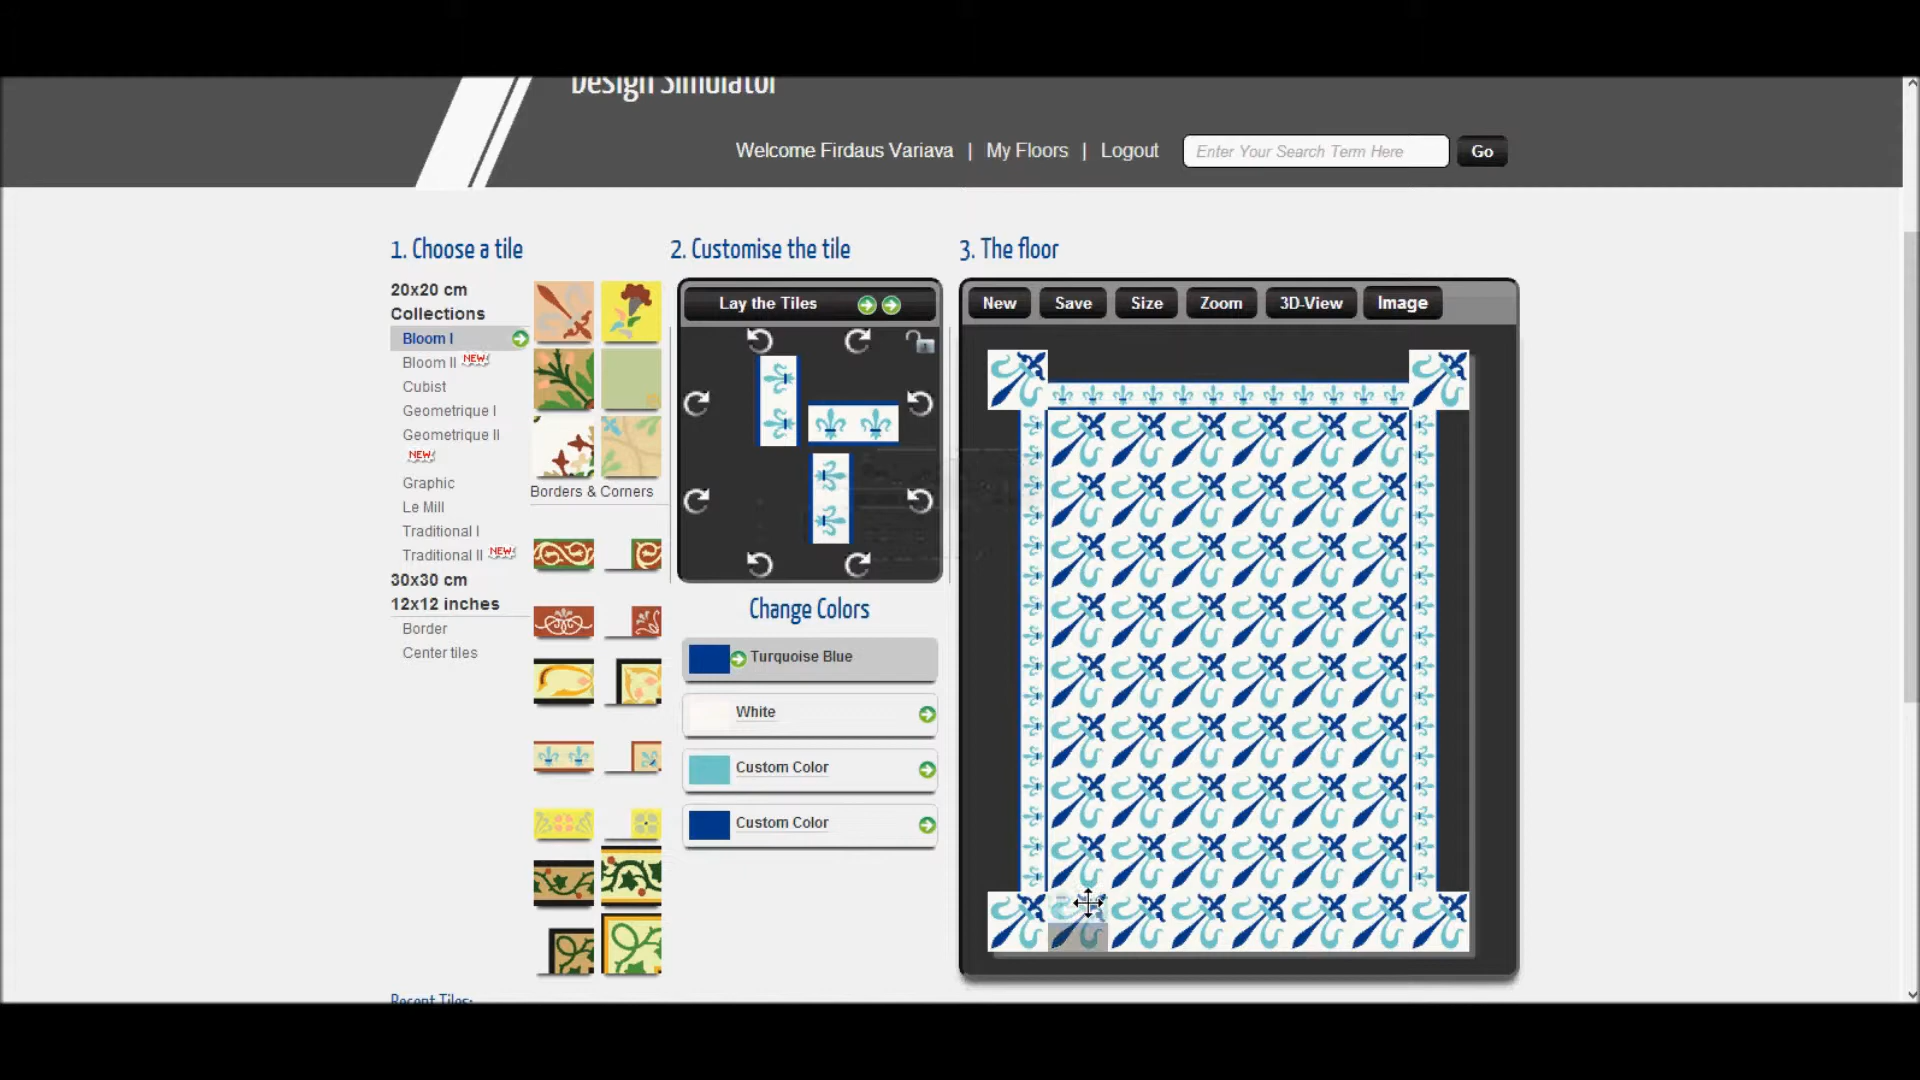 Design Simulator
Welcome Firdaus Variava | My Floors | Logout
Enter Your Search Term Here
Go
1. Choose a tile
2. Customise the tile
3. The floor
20x20 cm
Collections
Bloom I
Bloom II NEW
Cubist
Geometrique I
Geometrique II
NEW
Graphic
Le Mill
Traditional I
Traditional II NEW
30x30 cm
12x12 inches
Border
Center tiles
Borders & Corners
Recent Tiles:
Lay the Tiles
Change Colors
Turquoise Blue
White
Custom Color
Custom Color
New
Save
Size
Zoom
3D-View
Image